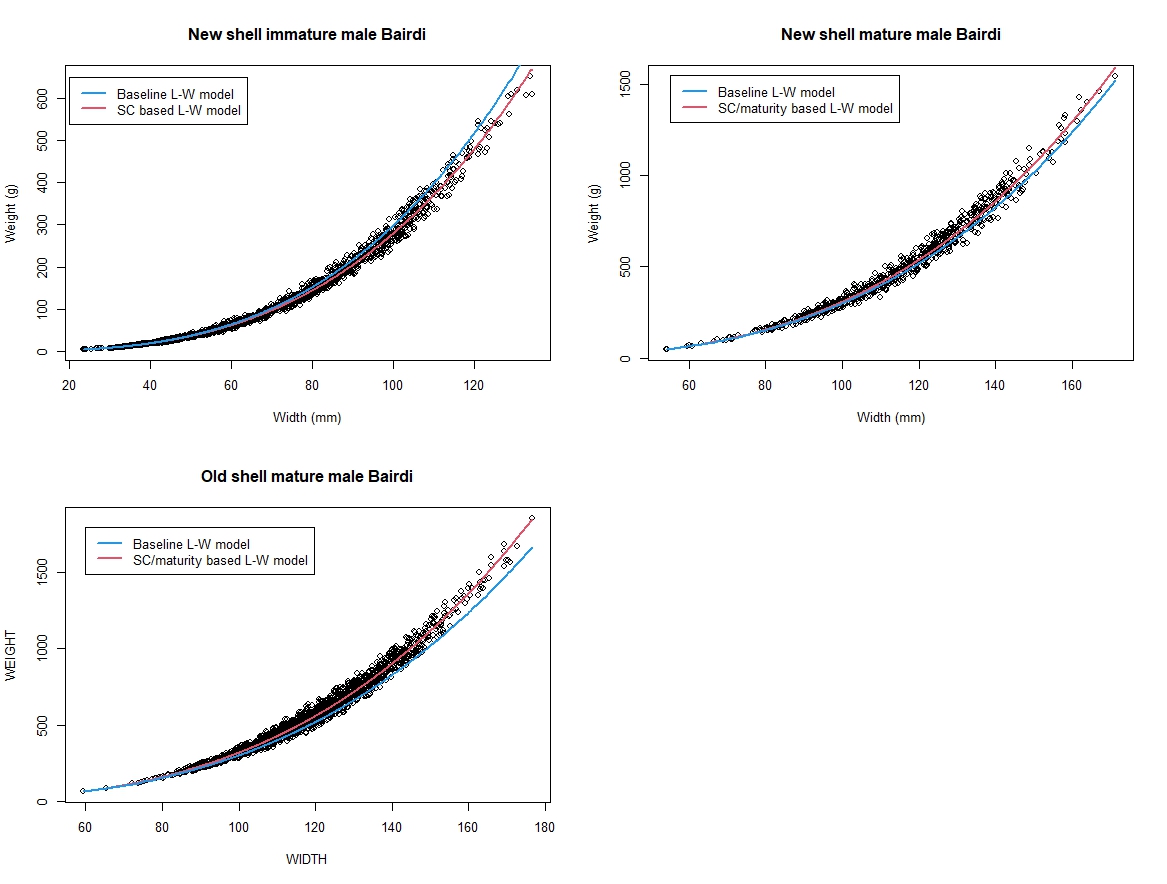 New shell immature male Bairdi
Baseline L-W model
SC based L-W model
Weight (g)
0
100
200
300
400
500
600
20 40 60 80 100 120
Width (mm)
New shell mature male Bairdi
Baseline L-W model
SC/maturity based L-W model
Weight (g)
0
500
1000
1500
60 80 100 120 140 160
Width (mm)
Old shell mature male Bairdi
Baseline L-W model
SC/maturity based L-W model
WEIGHT
0
500
1000
1500
60 80 100 120 140 160 180
WIDTH